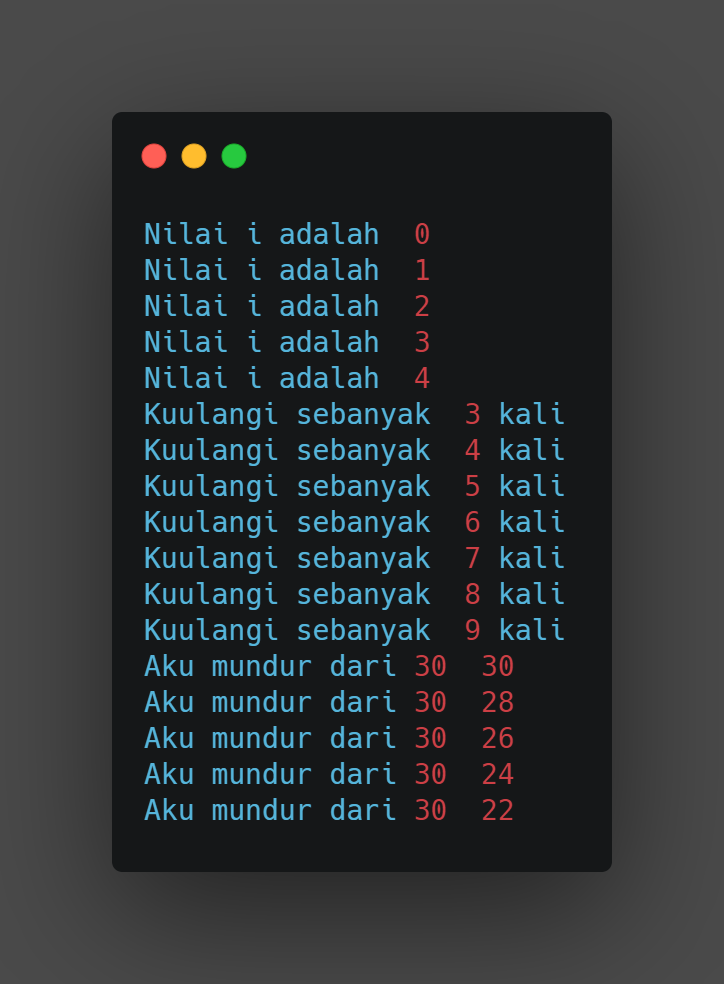 Nilai i adalah  0
Nilai i adalah  1
Nilai i adalah  2
Nilai i adalah  3
Nilai i adalah  4
Kuulangi sebanyak  3 kali
Kuulangi sebanyak  4 kali
Kuulangi sebanyak  5 kali
Kuulangi sebanyak  6 kali
Kuulangi sebanyak  7 kali
Kuulangi sebanyak  8 kali
Kuulangi sebanyak  9 kali
Aku mundur dari 30  30
Aku mundur dari 30  28
Aku mundur dari 30  26
Aku mundur dari 30  24
Aku mundur dari 30  22